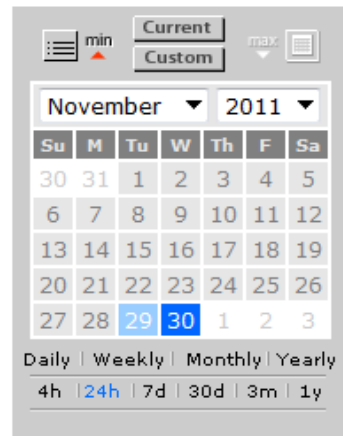 Current
min max
Custom
November 2011
Su M Tu W Th F Sa
30 31 1 2 3 4 5
6 7 8 9 10 11 12
13 14 15 16 17 18 19
20 21 22 23 24 25 26
27 28 29 30 1 2 3
Daily | Weekly | Monthly | Yearly
4h | 24h | 7d | 30d | 3m | 1y